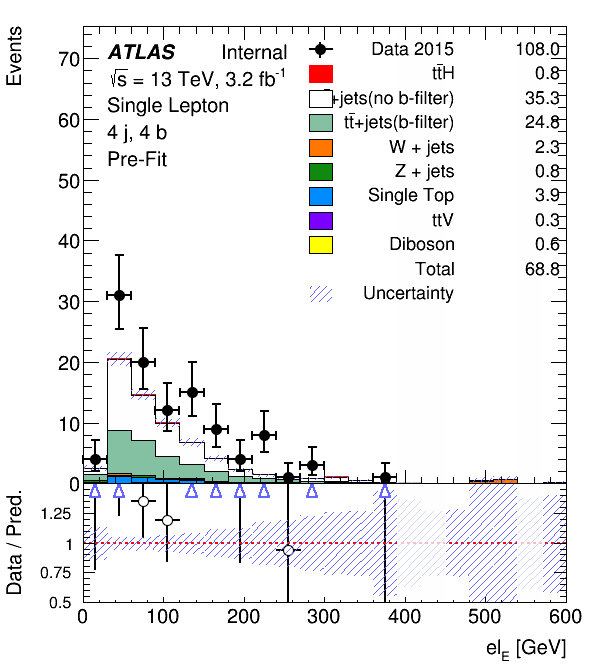 Events
70
60
50
40
30
20
10
0
ATLAS Internal
√s = 13 TeV, 3.2 fb⁻¹
Single Lepton
4 j, 4 b
Pre-Fit
Data 2015 108.0
tt̄H 0.8
+jets(no b-filter) 35.3
tt̄+jets(b-filter) 24.8
W + jets 2.3
Z + jets 0.8
Single Top 3.9
ttV 0.3
Diboson 0.6
Total 68.8
Uncertainty
Data / Pred.
1.25
1
0.75
0.5
0 100 200 300 400 500 600
el_E [GeV]